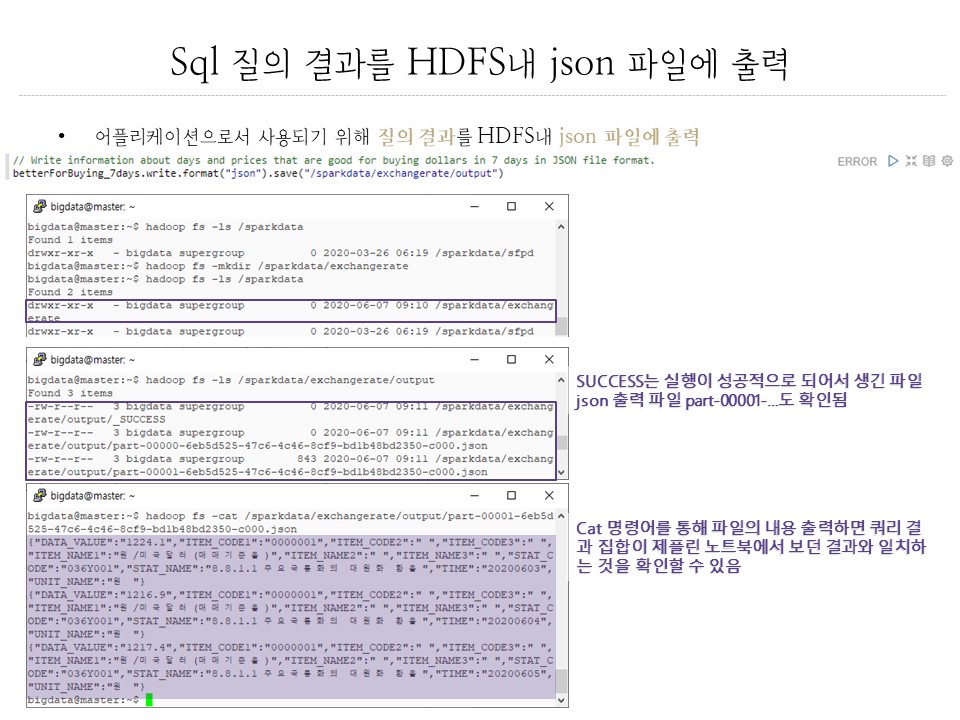 Sql 질의 결과를 HDFS내 json 파일에 출력
• 어플리케이션으로서 사용되기 위해 질의 결과를 HDFS내 json 파일에 출력
// Write information about days and prices that are good for buying dollars in 7 days in JSON file format.
betterForBuying_7days.write.format("json").save("/sparkdata/exchangerate/output")
ERROR
bigdata@master: ~
bigdata@master:~$ hadoop fs -ls /sparkdata
Found 1 items
drwxr-xr-x   - bigdata supergroup          0 2020-03-26 06:19 /sparkdata/sfpd
bigdata@master:~$ hadoop fs -mkdir /sparkdata/exchangerate
bigdata@master:~$ hadoop fs -ls /sparkdata
Found 2 items
drwxr-xr-x   - bigdata supergroup          0 2020-06-07 09:10 /sparkdata/exchang
erate
drwxr-xr-x   - bigdata supergroup          0 2020-03-26 06:19 /sparkdata/sfpd
bigdata@master: ~
bigdata@master:~$ hadoop fs -ls /sparkdata/exchangerate/output
Found 3 items
-rw-r--r--   3 bigdata supergroup          0 2020-06-07 09:11 /sparkdata/exchang
erate/output/_SUCCESS
-rw-r--r--   3 bigdata supergroup          0 2020-06-07 09:11 /sparkdata/exchang
erate/output/part-00000-6eb5d525-47c6-4c46-8cf9-bd1b48bd2350-c000.json
-rw-r--r--   3 bigdata supergroup        843 2020-06-07 09:11 /sparkdata/exchang
erate/output/part-00001-6eb5d525-47c6-4c46-8cf9-bd1b48bd2350-c000.json
SUCCESS는 실행이 성공적으로 되어서 생긴 파일
json 출력 파일 part-00001-...도 확인됨
bigdata@master: ~
bigdata@master:~$ hadoop fs -cat /sparkdata/exchangerate/output/part-00001-6eb5d
525-47c6-4c46-8cf9-bd1b48bd2350-c000.json
{"DATA_VALUE":"1224.1","ITEM_CODE1":"0000001","ITEM_CODE2":" ","ITEM_CODE3":" ",
"ITEM_NAME1":"원 /미국달러 (매매기준율 )","ITEM_NAME2":" ","ITEM_NAME3":" ","STAT_C
ODE":"036Y001","STAT_NAME":"8.8.1.1 주요국통화의  대원화  환율 ","TIME":"20200603",
"UNIT_NAME":"원  "}
{"DATA_VALUE":"1216.9","ITEM_CODE1":"0000001","ITEM_CODE2":" ","ITEM_CODE3":" ",
"ITEM_NAME1":"원 /미국달러 (매매기준율 )","ITEM_NAME2":" ","ITEM_NAME3":" ","STAT_C
ODE":"036Y001","STAT_NAME":"8.8.1.1 주요국통화의  대원화  환율 ","TIME":"20200604",
"UNIT_NAME":"원  "}
{"DATA_VALUE":"1217.4","ITEM_CODE1":"0000001","ITEM_CODE2":" ","ITEM_CODE3":" ",
"ITEM_NAME1":"원 /미국달러 (매매기준율 )","ITEM_NAME2":" ","ITEM_NAME3":" ","STAT_C
ODE":"036Y001","STAT_NAME":"8.8.1.1 주요국통화의  대원화  환율 ","TIME":"20200605",
"UNIT_NAME":"원  "}
bigdata@master:~$
Cat 명령어를 통해 파일의 내용 출력하면 쿼리 결
과 집합이 제플린 노트북에서 보던 결과와 일치하
는 것을 확인할 수 있음